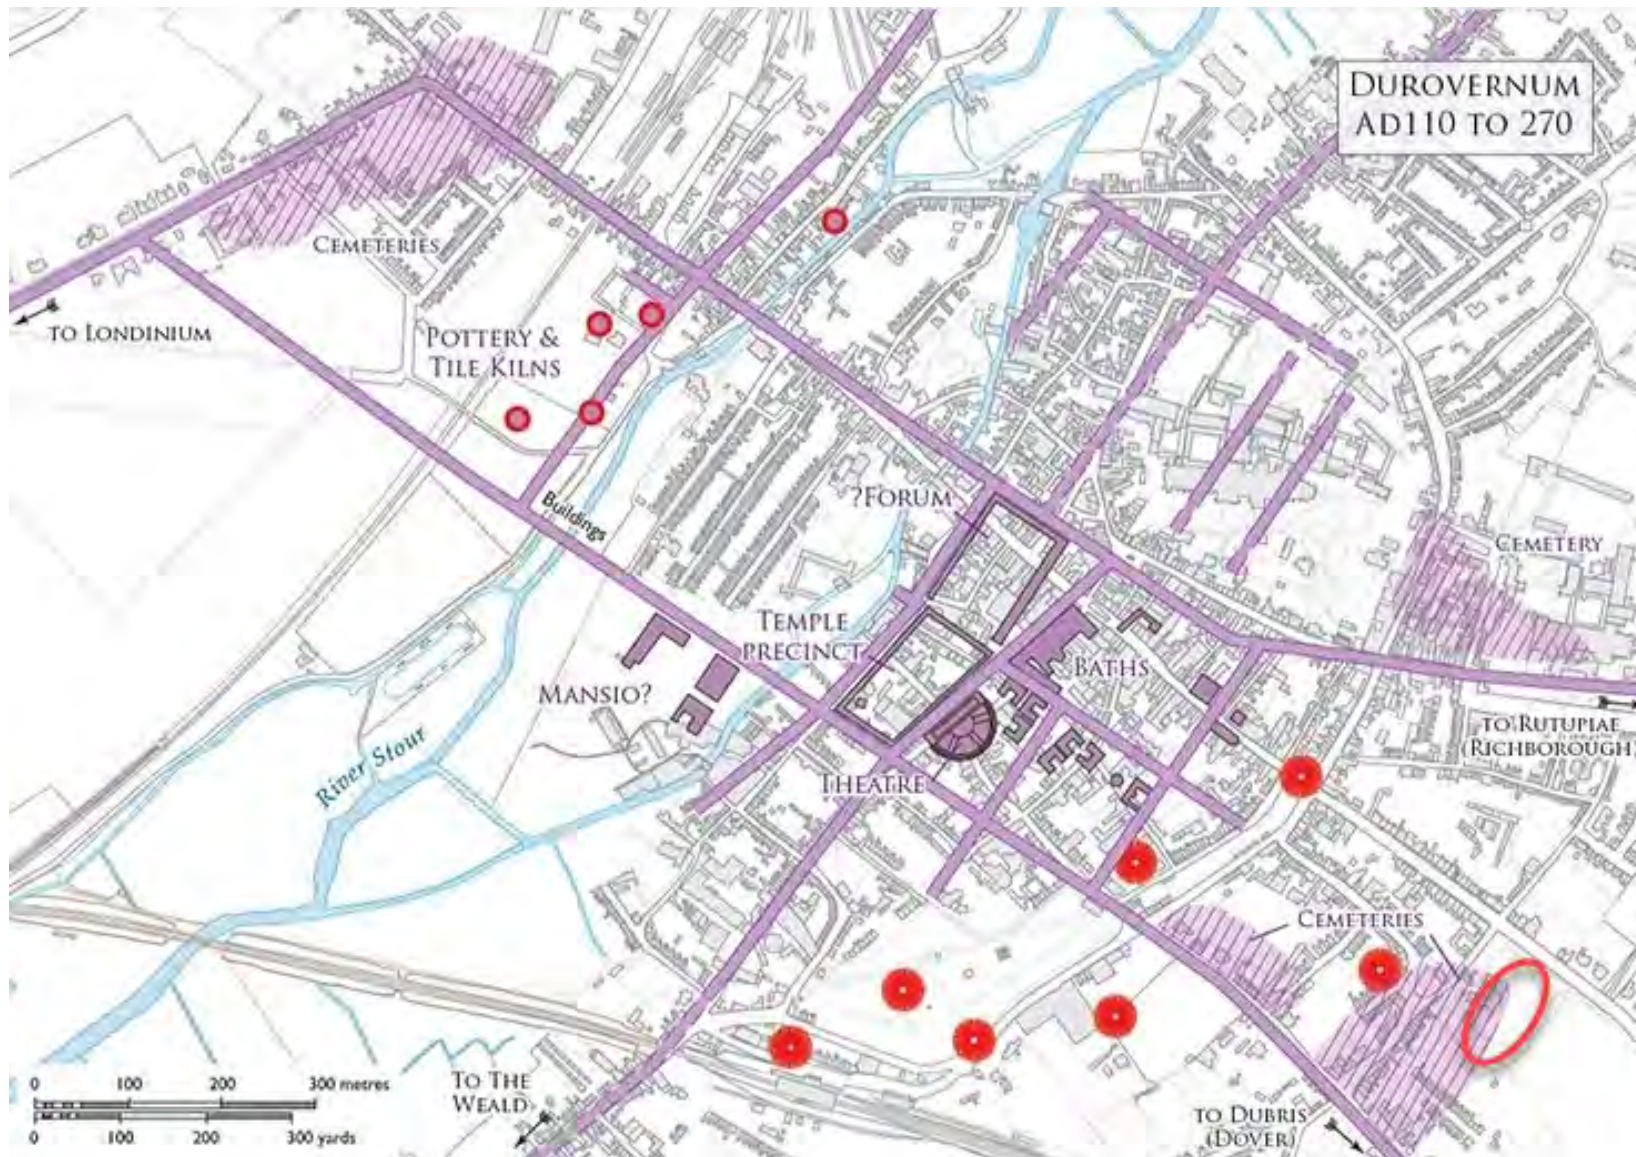 DUROVERNUM
AD110 TO 270
CEMETERIES
TO LONDINIUM
POTTERY &
TILE KILNS
?FORUM
Buildings
CEMETERY
TEMPLE
PRECINCT
BATHS
MANSIO?
TO RUTUPIAE
(RICHBOROUGH)
River Stour
THEATRE
CEMETERIES
0 100 200 300 metres
0 100 200 300 yards
TO THE
WEALD
TO DUBRIS
(DOVER)